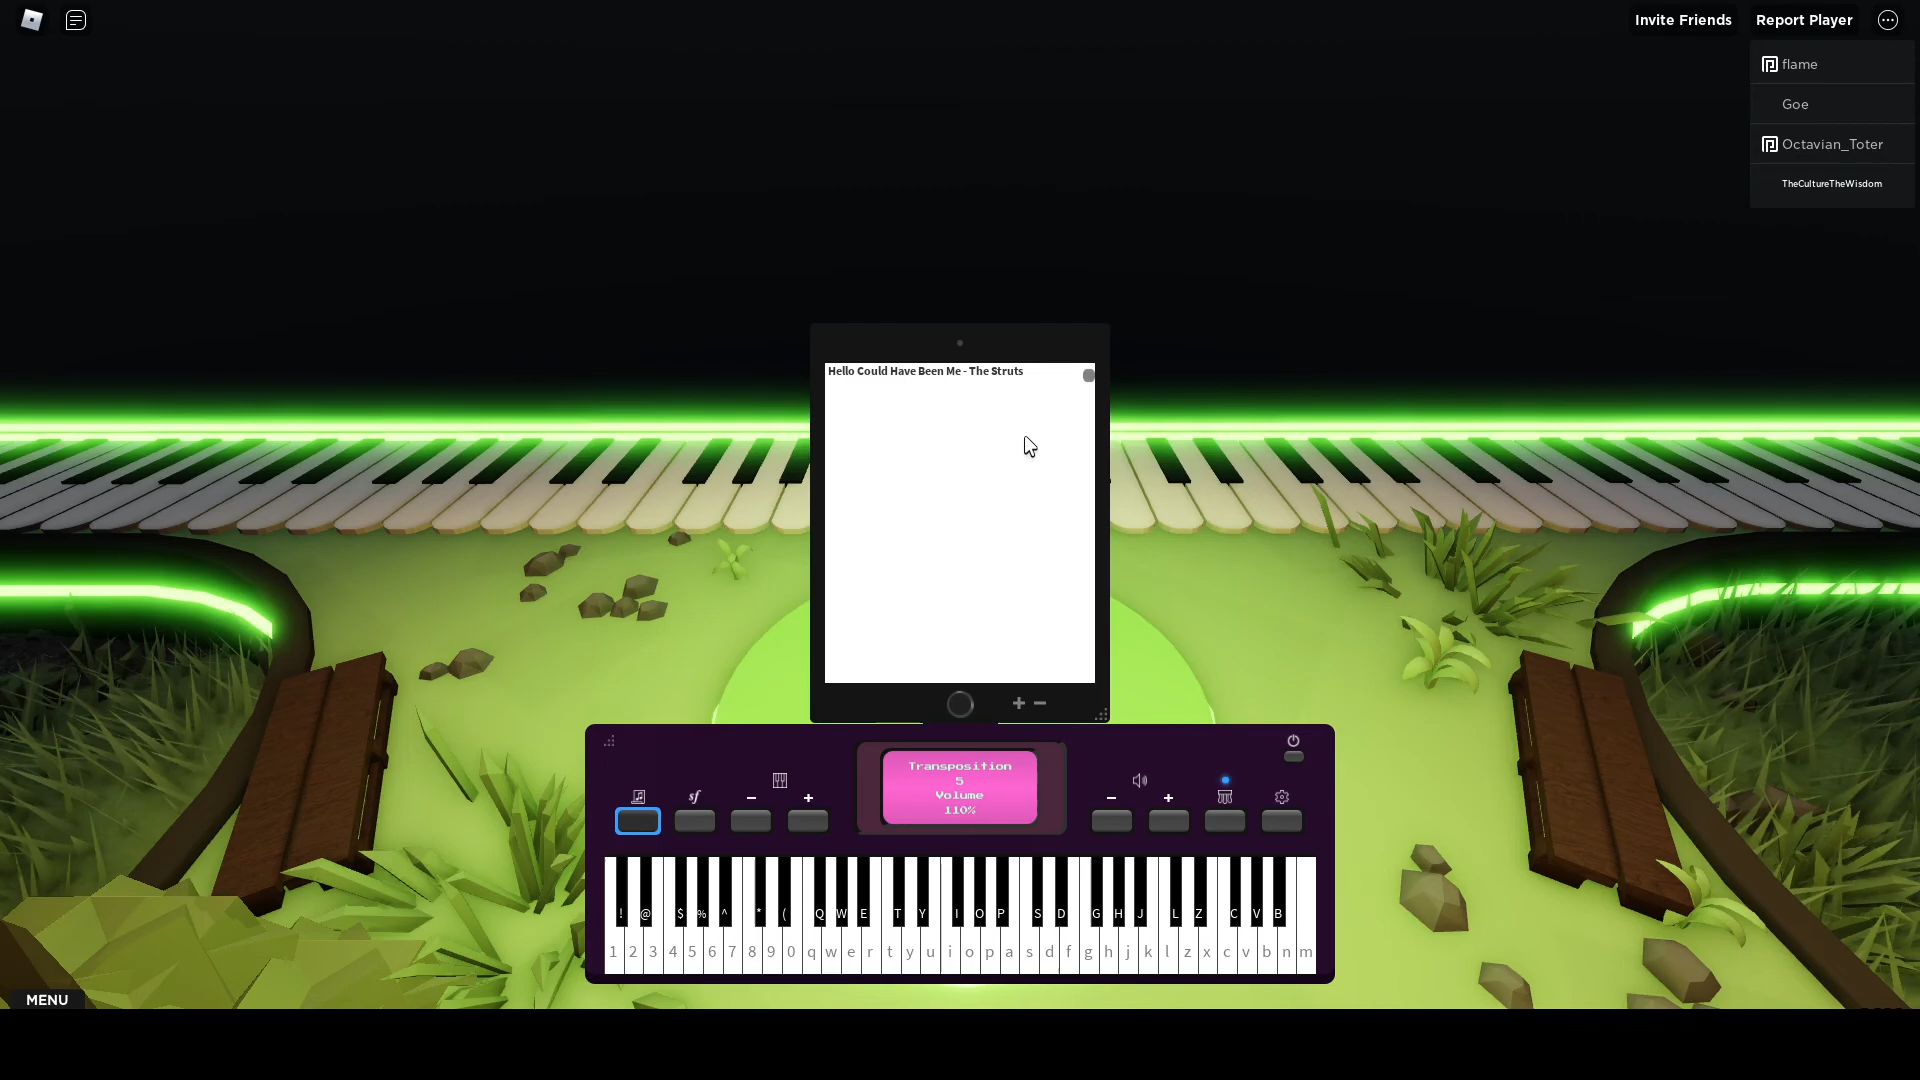 Invite Friends
Report Player
flame
Goe
Octavian_Toter
TheCultureTheWisdom
Hello Could Have Been Me - The Struts
Transposition
5
Volume
110%
sf
- +
- +
! @ $ % ^ * ( Q W E T Y I O P S D G H J L Z C V B
1 2 3 4 5 6 7 8 9 0 q w e r t y u i o p a s d f g h j k l z x c v b n m
MENU